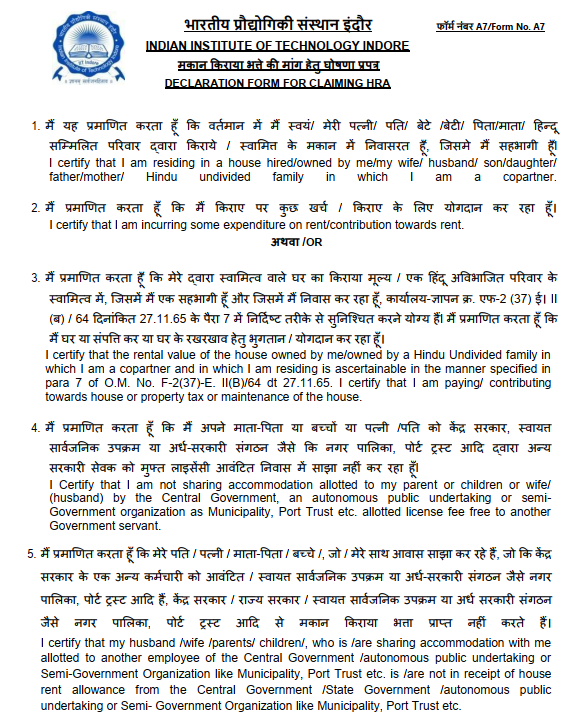 भारतीय प्रौद्योगिकी संस्थान इंदौर
फॉर्म नंबर A7/Form No. A7
INDIAN INSTITUTE OF TECHNOLOGY INDORE
मकान किराया भत्ते की मांग हेतु घोषणा प्रपत्र
DECLARATION FORM FOR CLAIMING HRA
1. मैं यह प्रमाणित करता हूँ कि वर्तमान में मैं स्वयं/ मेरी पत्नी/ पति/ बेटे /बेटी/ पिता/माता/ हिन्दू
सम्मिलित परिवार द्वारा किराये / स्वामित्त के मकान में निवासरत हूँ, जिसमे मैं सहभागी हूँ।
I certify that I am residing in a house hired/owned by me/my wife/ husband/ son/daughter/
father/mother/ Hindu undivided family in which I am a copartner.
2. मैं प्रमाणित करता हूँ कि मैं किराए पर कुछ खर्च / किराए के लिए योगदान कर रहा हूँ।
I certify that I am incurring some expenditure on rent/contribution towards rent.
अथवा /OR
3. मैं प्रमाणित करता हूँ कि मेरे द्वारा स्वामित्व वाले घर का किराया मूल्य / एक हिंदू अविभाजित परिवार के
स्वामित्व में, जिसमें मैं एक सहभागी हूँ और जिसमें मैं निवास कर रहा हूँ, कार्यालय-ज्ञापन क्र. एफ-2 (37) ई। II
(ब) / 64 दिनांकित 27.11.65 के पैरा 7 में निर्दिष्ट तरीके से सुनिश्चित करने योग्य हैं। मैं प्रमाणित करता हूँ कि
मैं घर या संपत्ति कर या घर के रखरखाव हेतु भुगतान / योगदान कर रहा हूँ।
I certify that the rental value of the house owned by me/owned by a Hindu Undivided family in
which I am a copartner and in which I am residing is ascertainable in the manner specified in
para 7 of O.M. No. F-2(37)-E. II(B)/64 dt 27.11.65. I certify that I am paying/ contributing
towards house or property tax or maintenance of the house.
4. मैं प्रमाणित करता हूँ कि मैं अपने माता-पिता या बच्चों या पत्नी /पति को केंद्र सरकार, स्वायत्त
सार्वजनिक उपक्रम या अर्ध-सरकारी संगठन जैसे कि नगर पालिका, पोर्ट ट्रस्ट आदि द्वारा अन्य
सरकारी सेवक को मुफ्त लाइसेंसी आवंटित निवास में साझा नहीं कर रहा हूँ।
I Certify that I am not sharing accommodation allotted to my parent or children or wife/
(husband) by the Central Government, an autonomous public undertaking or semi-
Government organization as Municipality, Port Trust etc. allotted license fee free to another
Government servant.
5. मैं प्रमाणित करता हूँ कि मेरे पति / पत्नी / माता-पिता / बच्चे /, जो / मेरे साथ आवास साझा कर रहे हैं, जो कि केंद्र
सरकार के एक अन्य कर्मचारी को आवंटित / स्वायत्त सार्वजनिक उपक्रम या अर्ध-सरकारी संगठन जैसे नगर
पालिका, पोर्ट ट्रस्ट आदि हैं, केंद्र सरकार / राज्य सरकार / स्वायत्त सार्वजनिक उपक्रम या अर्ध सरकारी संगठन
जैसे नगर पालिका, पोर्ट ट्रस्ट आदि से मकान किराया भत्ता प्राप्त नहीं करते हैं।
I certify that my husband /wife /parents/ children/, who is /are sharing accommodation with me
allotted to another employee of the Central Government /autonomous public undertaking or
Semi-Government Organization like Municipality, Port Trust etc. is /are not in receipt of house
rent allowance from the Central Government /State Government /autonomous public
undertaking or Semi- Government Organization like Municipality, Port Trust etc.